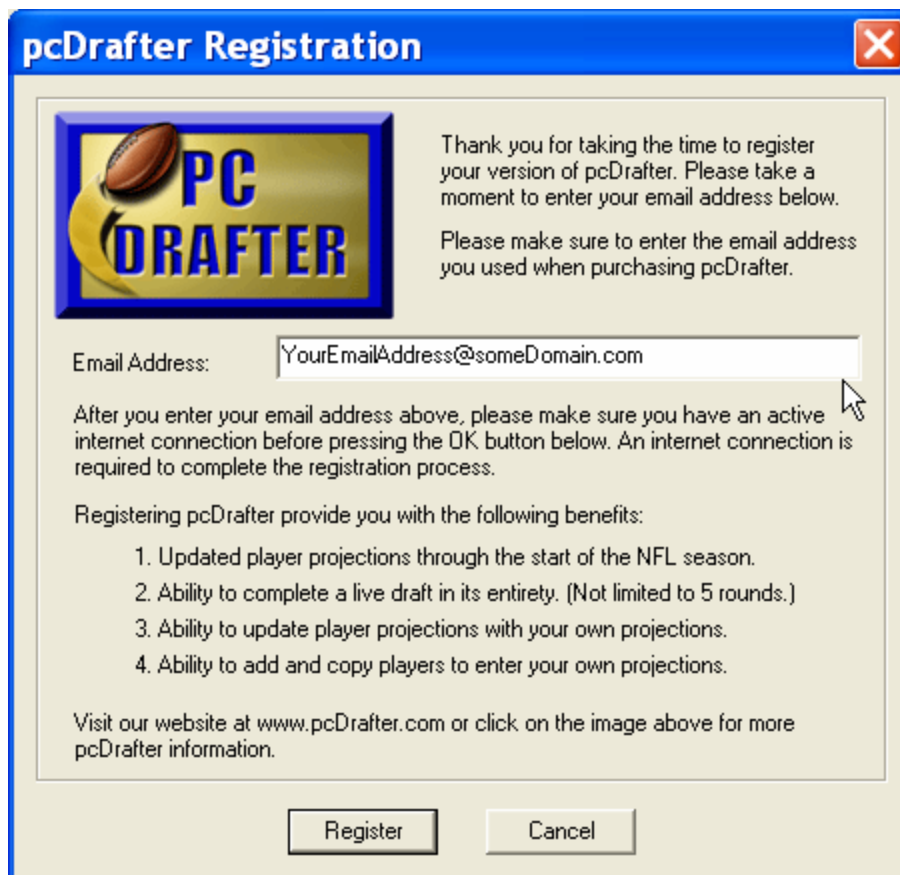 pcDrafter Registration
PC
DRAFTER
Thank you for taking the time to register
your version of pcDrafter. Please take a
moment to enter your email address below.
Please make sure to enter the email address
you used when purchasing pcDrafter.
Email Address:
YourEmailAddress@someDomain.com
After you enter your email address above, please make sure you have an active
internet connection before pressing the OK button below. An internet connection is
required to complete the registration process.
Registering pcDrafter provide you with the following benefits:
1. Updated player projections through the start of the NFL season.
2. Ability to complete a live draft in its entirety. (Not limited to 5 rounds.)
3. Ability to update player projections with your own projections.
4. Ability to add and copy players to enter your own projections.
Visit our website at www.pcDrafter.com or click on the image above for more
pcDrafter information.
Register
Cancel